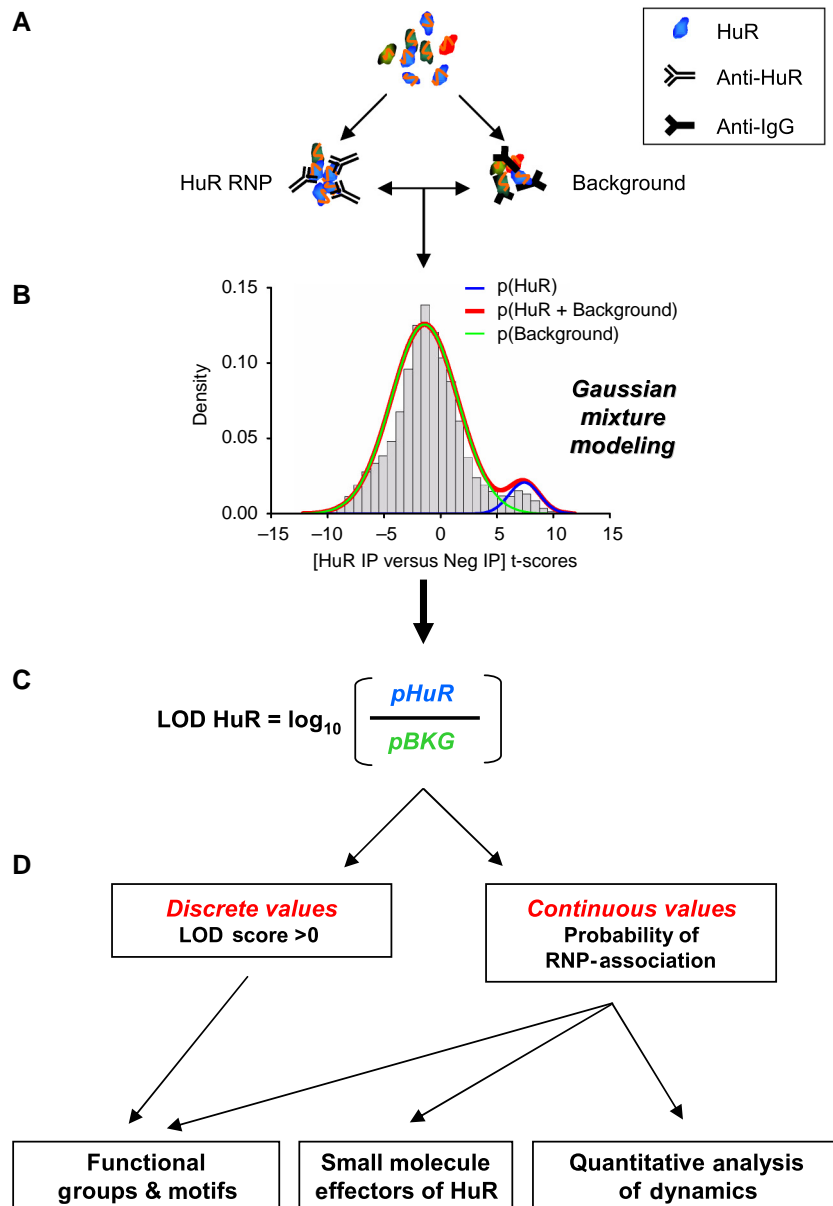 A
HuR
Anti-HuR
Anti-IgG
HuR RNP
Background
B
0.15
0.10
0.05
0.00
Density
p(HuR)
p(HuR + Background)
p(Background)
Gaussian
mixture
modeling
–15 –10 –5 0 5 10 15
[HuR IP versus Neg IP] t-scores
C
LOD HuR = log10
pHuR
pBKG
D
Discrete values
LOD score >0
Continuous values
Probability of
RNP-association
Functional
groups & motifs
Small molecule
effectors of HuR
Quantitative analysis
of dynamics